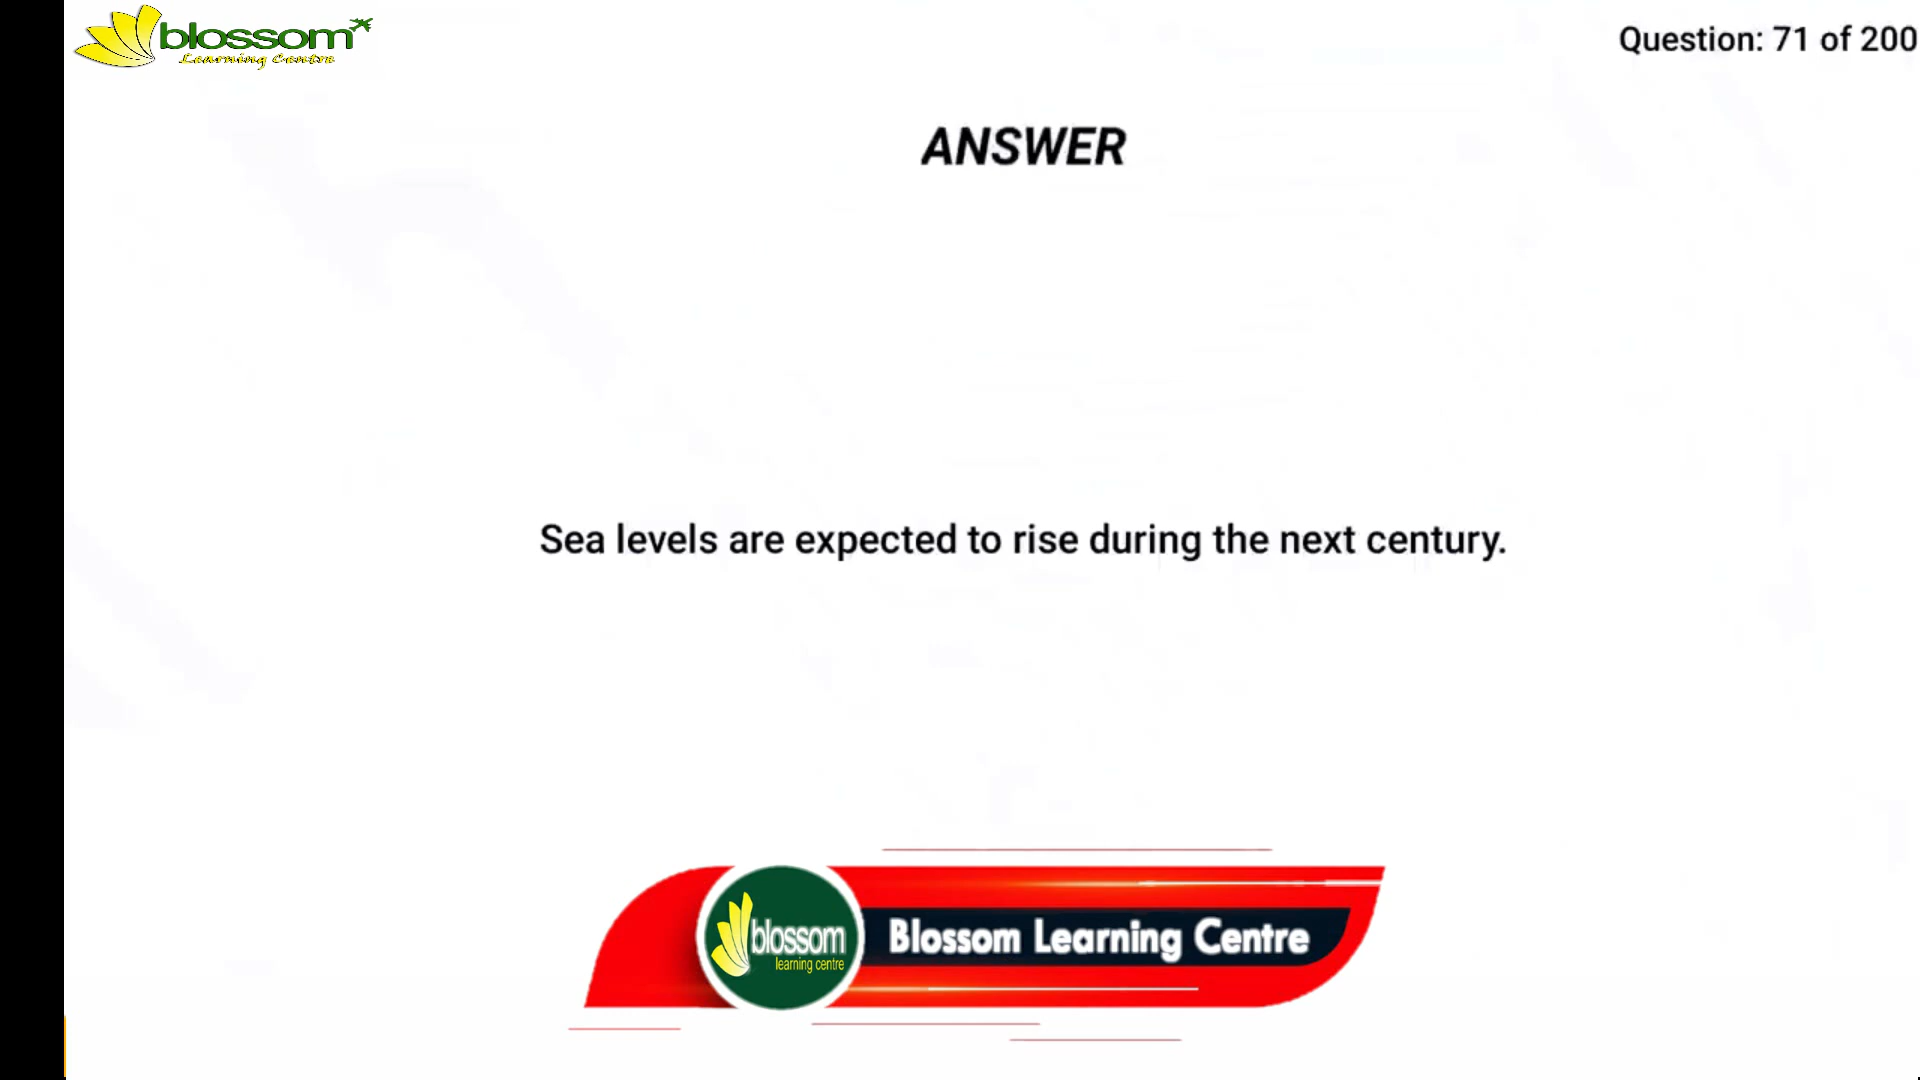 blossom
Learning Centre
Question: 71 of 200
ANSWER
Sea levels are expected to rise during the next century.
blossom
learning centre
Blossom Learning Centre